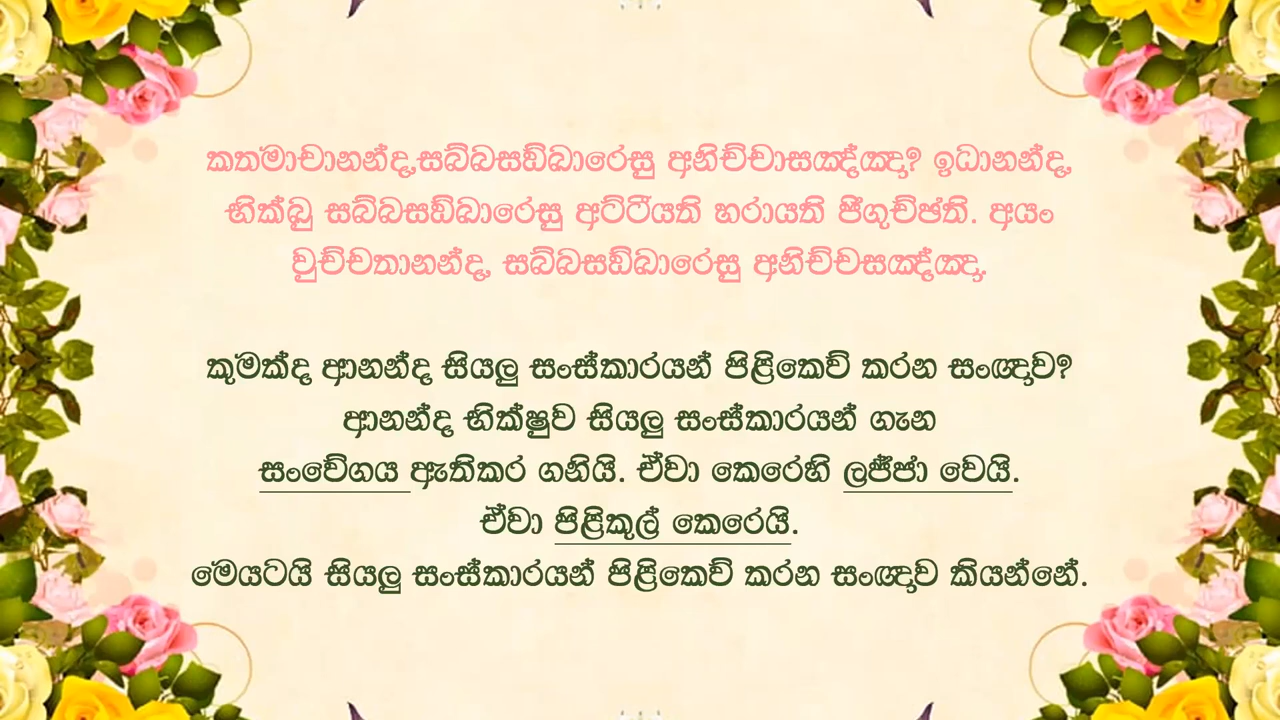 කතමාචානන්ද,සබ්බසඞ්ඛාරෙසු අනිච්චාසඤ්ඤා? ඉධානන්ද,
භික්ඛු සබ්බසඞ්ඛාරෙසු අට්ටීයති හරායති ජිගුච්ඡති. අයං
වුච්චතානන්ද, සබ්බසඞ්ඛාරෙසු අනිච්චසඤ්ඤා.
කුමක්ද ආනන්ද සියලු සංස්කාරයන් පිළිකෙව් කරන සංඥාව?
ආනන්ද භික්ෂුව සියලු සංස්කාරයන් ගැන
සංවේගය ඇතිකර ගනියි. ඒවා කෙරෙහි ලජ්ජා වෙයි.
ඒවා පිළිකුල් කෙරෙයි.
මෙයටයි සියලු සංස්කාරයන් පිළිකෙව් කරන සංඥාව කියන්නේ.